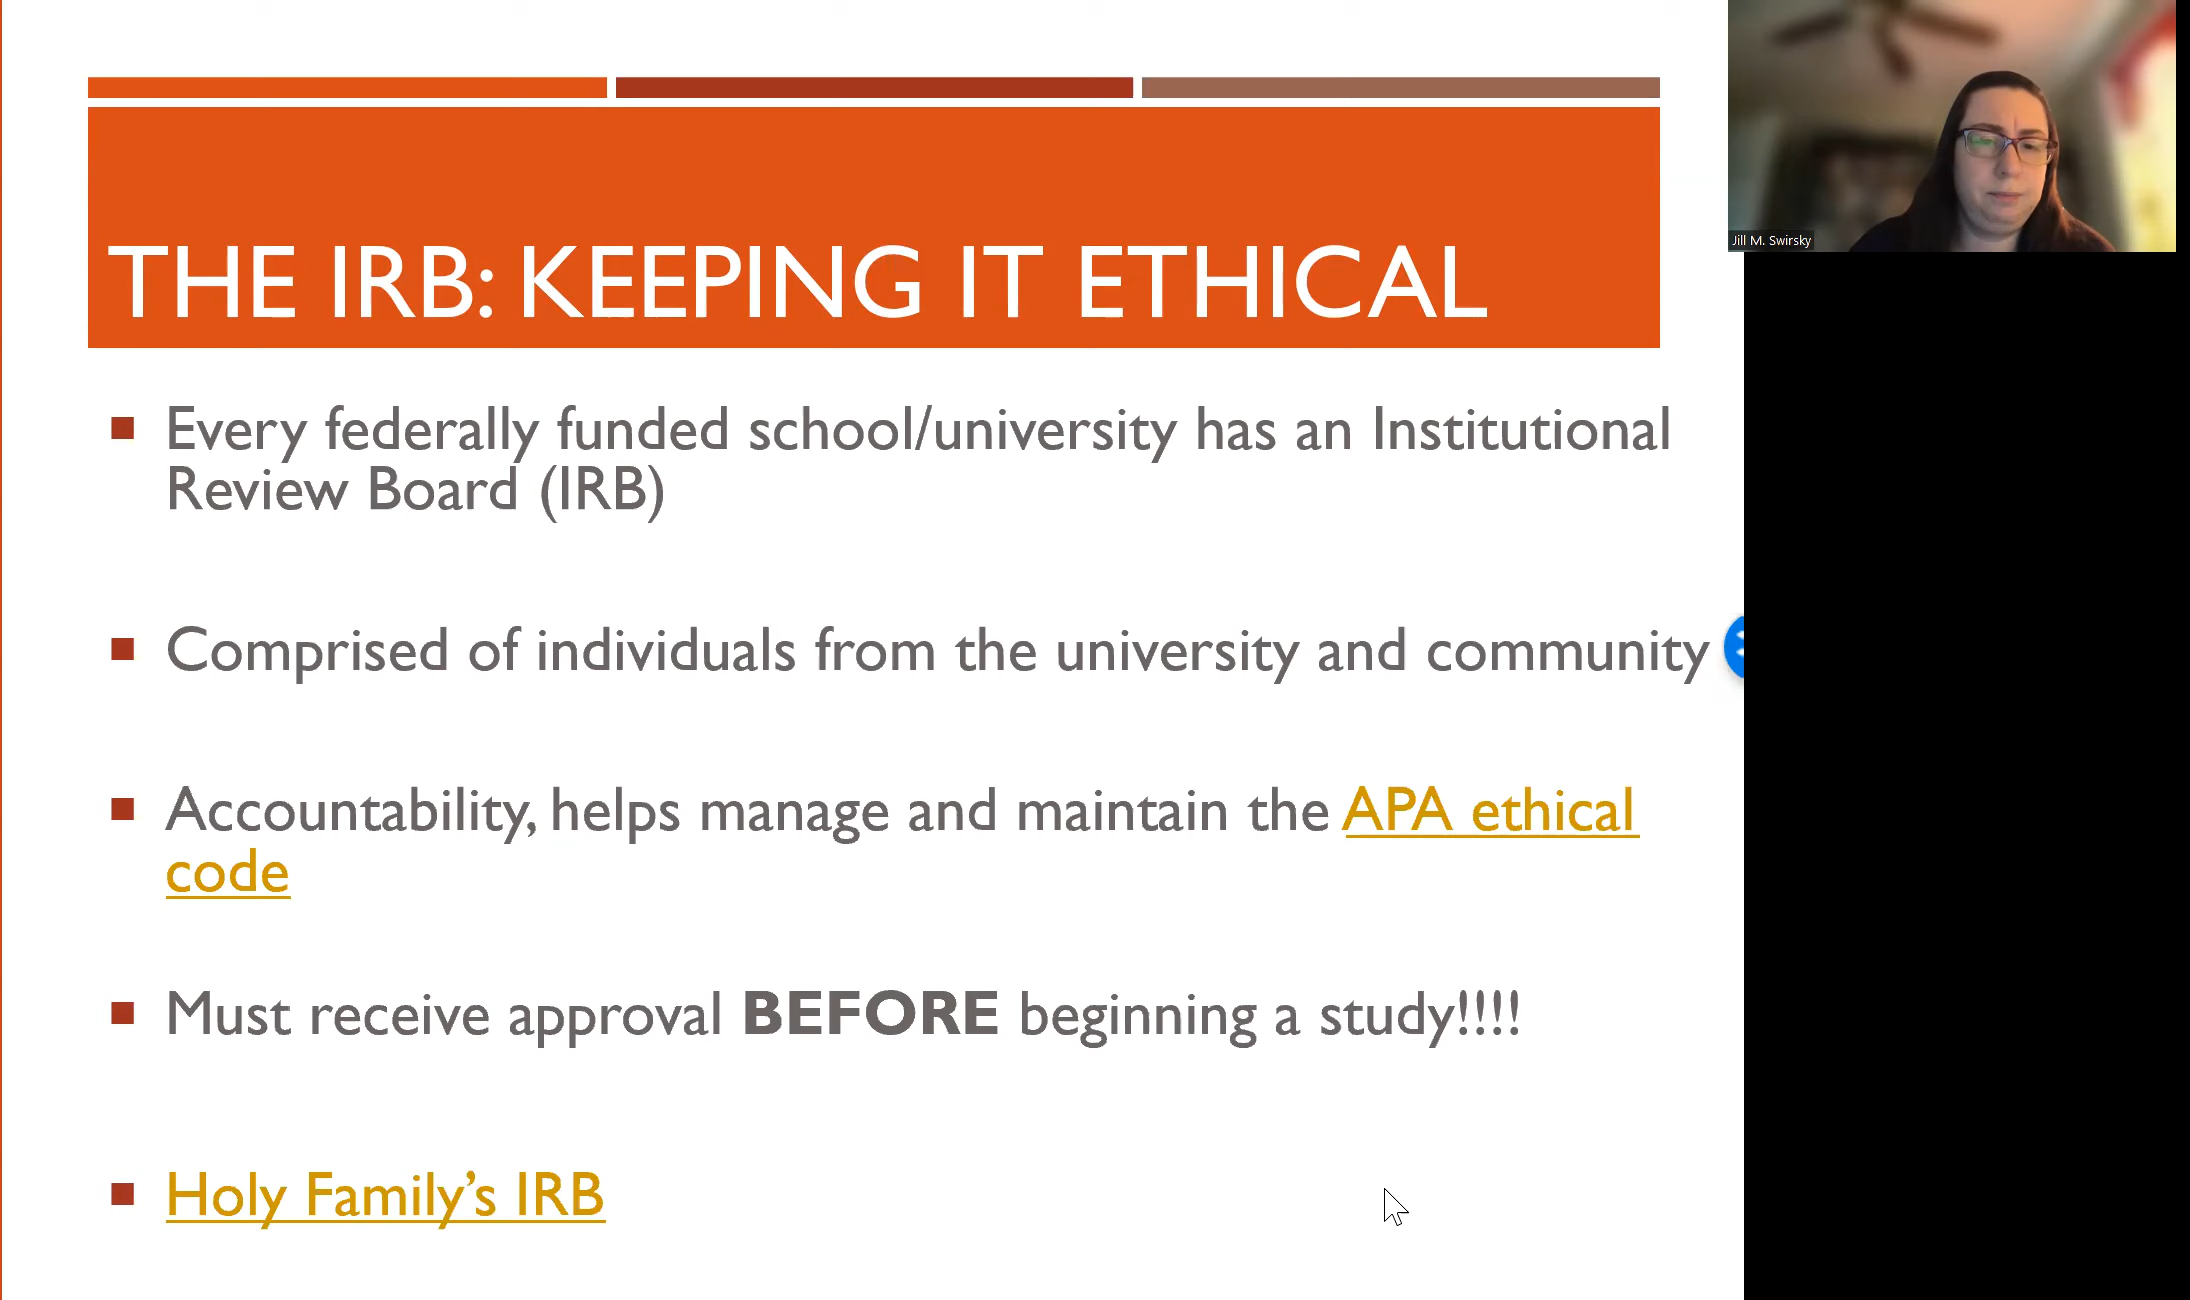 THE IRB: KEEPING IT ETHICAL
Every federally funded school/university has an Institutional
Review Board (IRB)
Comprised of individuals from the university and community
Accountability, helps manage and maintain the APA ethical
code
Must receive approval BEFORE beginning a study!!!!
Holy Family’s IRB
Jill M. Swirsky